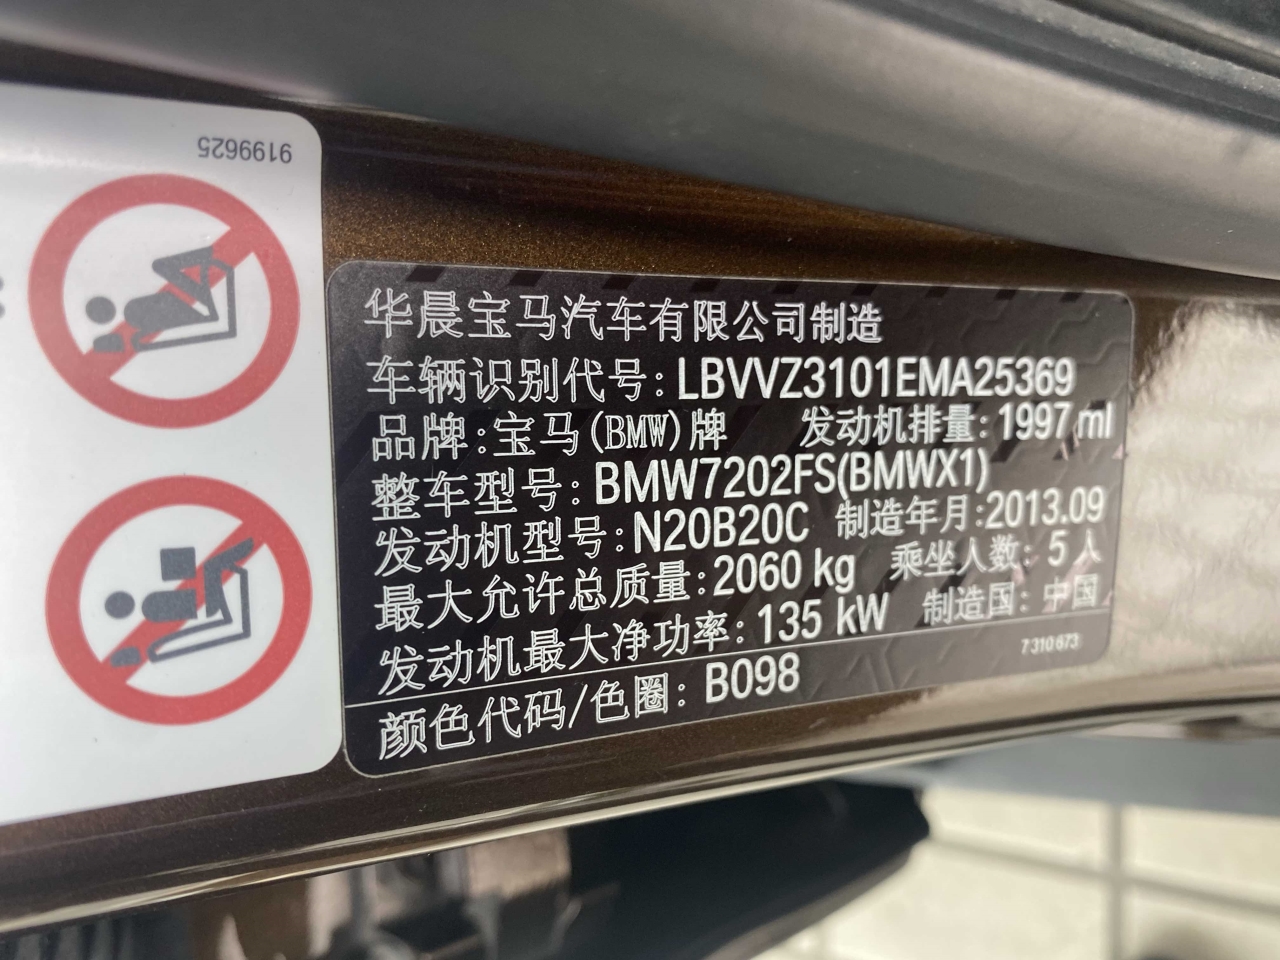 9199625
华晨宝马汽车有限公司制造
车辆识别代号:LBVVZ3101EMA25369
品牌:宝马(BMW)牌 发动机排量:1997 ml
整车型号:BMW7202FS(BMWX1)
发动机型号:N20B20C 制造年月:2013.09
最大允许总质量:2060 kg 乘坐人数:5人
发动机最大净功率:135 kW 制造国:中国
7310673
颜色代码/色圈:B098